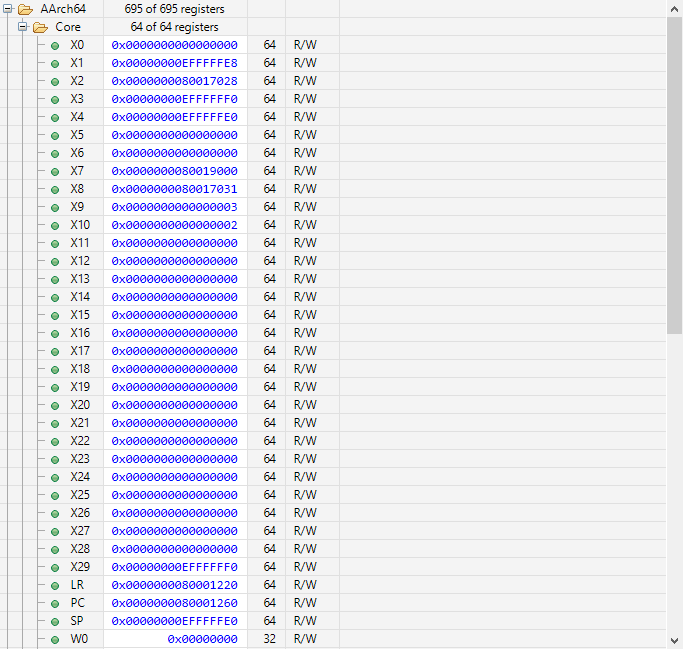 AArch64 695 of 695 registers
Core 64 of 64 registers
X0 0x0000000000000000 64 R/W
X1 0x00000000EFFFFFE8 64 R/W
X2 0x0000000080017028 64 R/W
X3 0x00000000EFFFFFF0 64 R/W
X4 0x00000000EFFFFFE0 64 R/W
X5 0x0000000000000000 64 R/W
X6 0x0000000000000000 64 R/W
X7 0x0000000080019000 64 R/W
X8 0x0000000080017031 64 R/W
X9 0x0000000000000003 64 R/W
X10 0x0000000000000002 64 R/W
X11 0x0000000000000000 64 R/W
X12 0x0000000000000000 64 R/W
X13 0x0000000000000000 64 R/W
X14 0x0000000000000000 64 R/W
X15 0x0000000000000000 64 R/W
X16 0x0000000000000000 64 R/W
X17 0x0000000000000000 64 R/W
X18 0x0000000000000000 64 R/W
X19 0x0000000000000000 64 R/W
X20 0x0000000000000000 64 R/W
X21 0x0000000000000000 64 R/W
X22 0x0000000000000000 64 R/W
X23 0x0000000000000000 64 R/W
X24 0x0000000000000000 64 R/W
X25 0x0000000000000000 64 R/W
X26 0x0000000000000000 64 R/W
X27 0x0000000000000000 64 R/W
X28 0x0000000000000000 64 R/W
X29 0x00000000EFFFFFF0 64 R/W
LR 0x0000000080001220 64 R/W
PC 0x0000000080001260 64 R/W
SP 0x00000000EFFFFFE0 64 R/W
W0 0x00000000 32 R/W